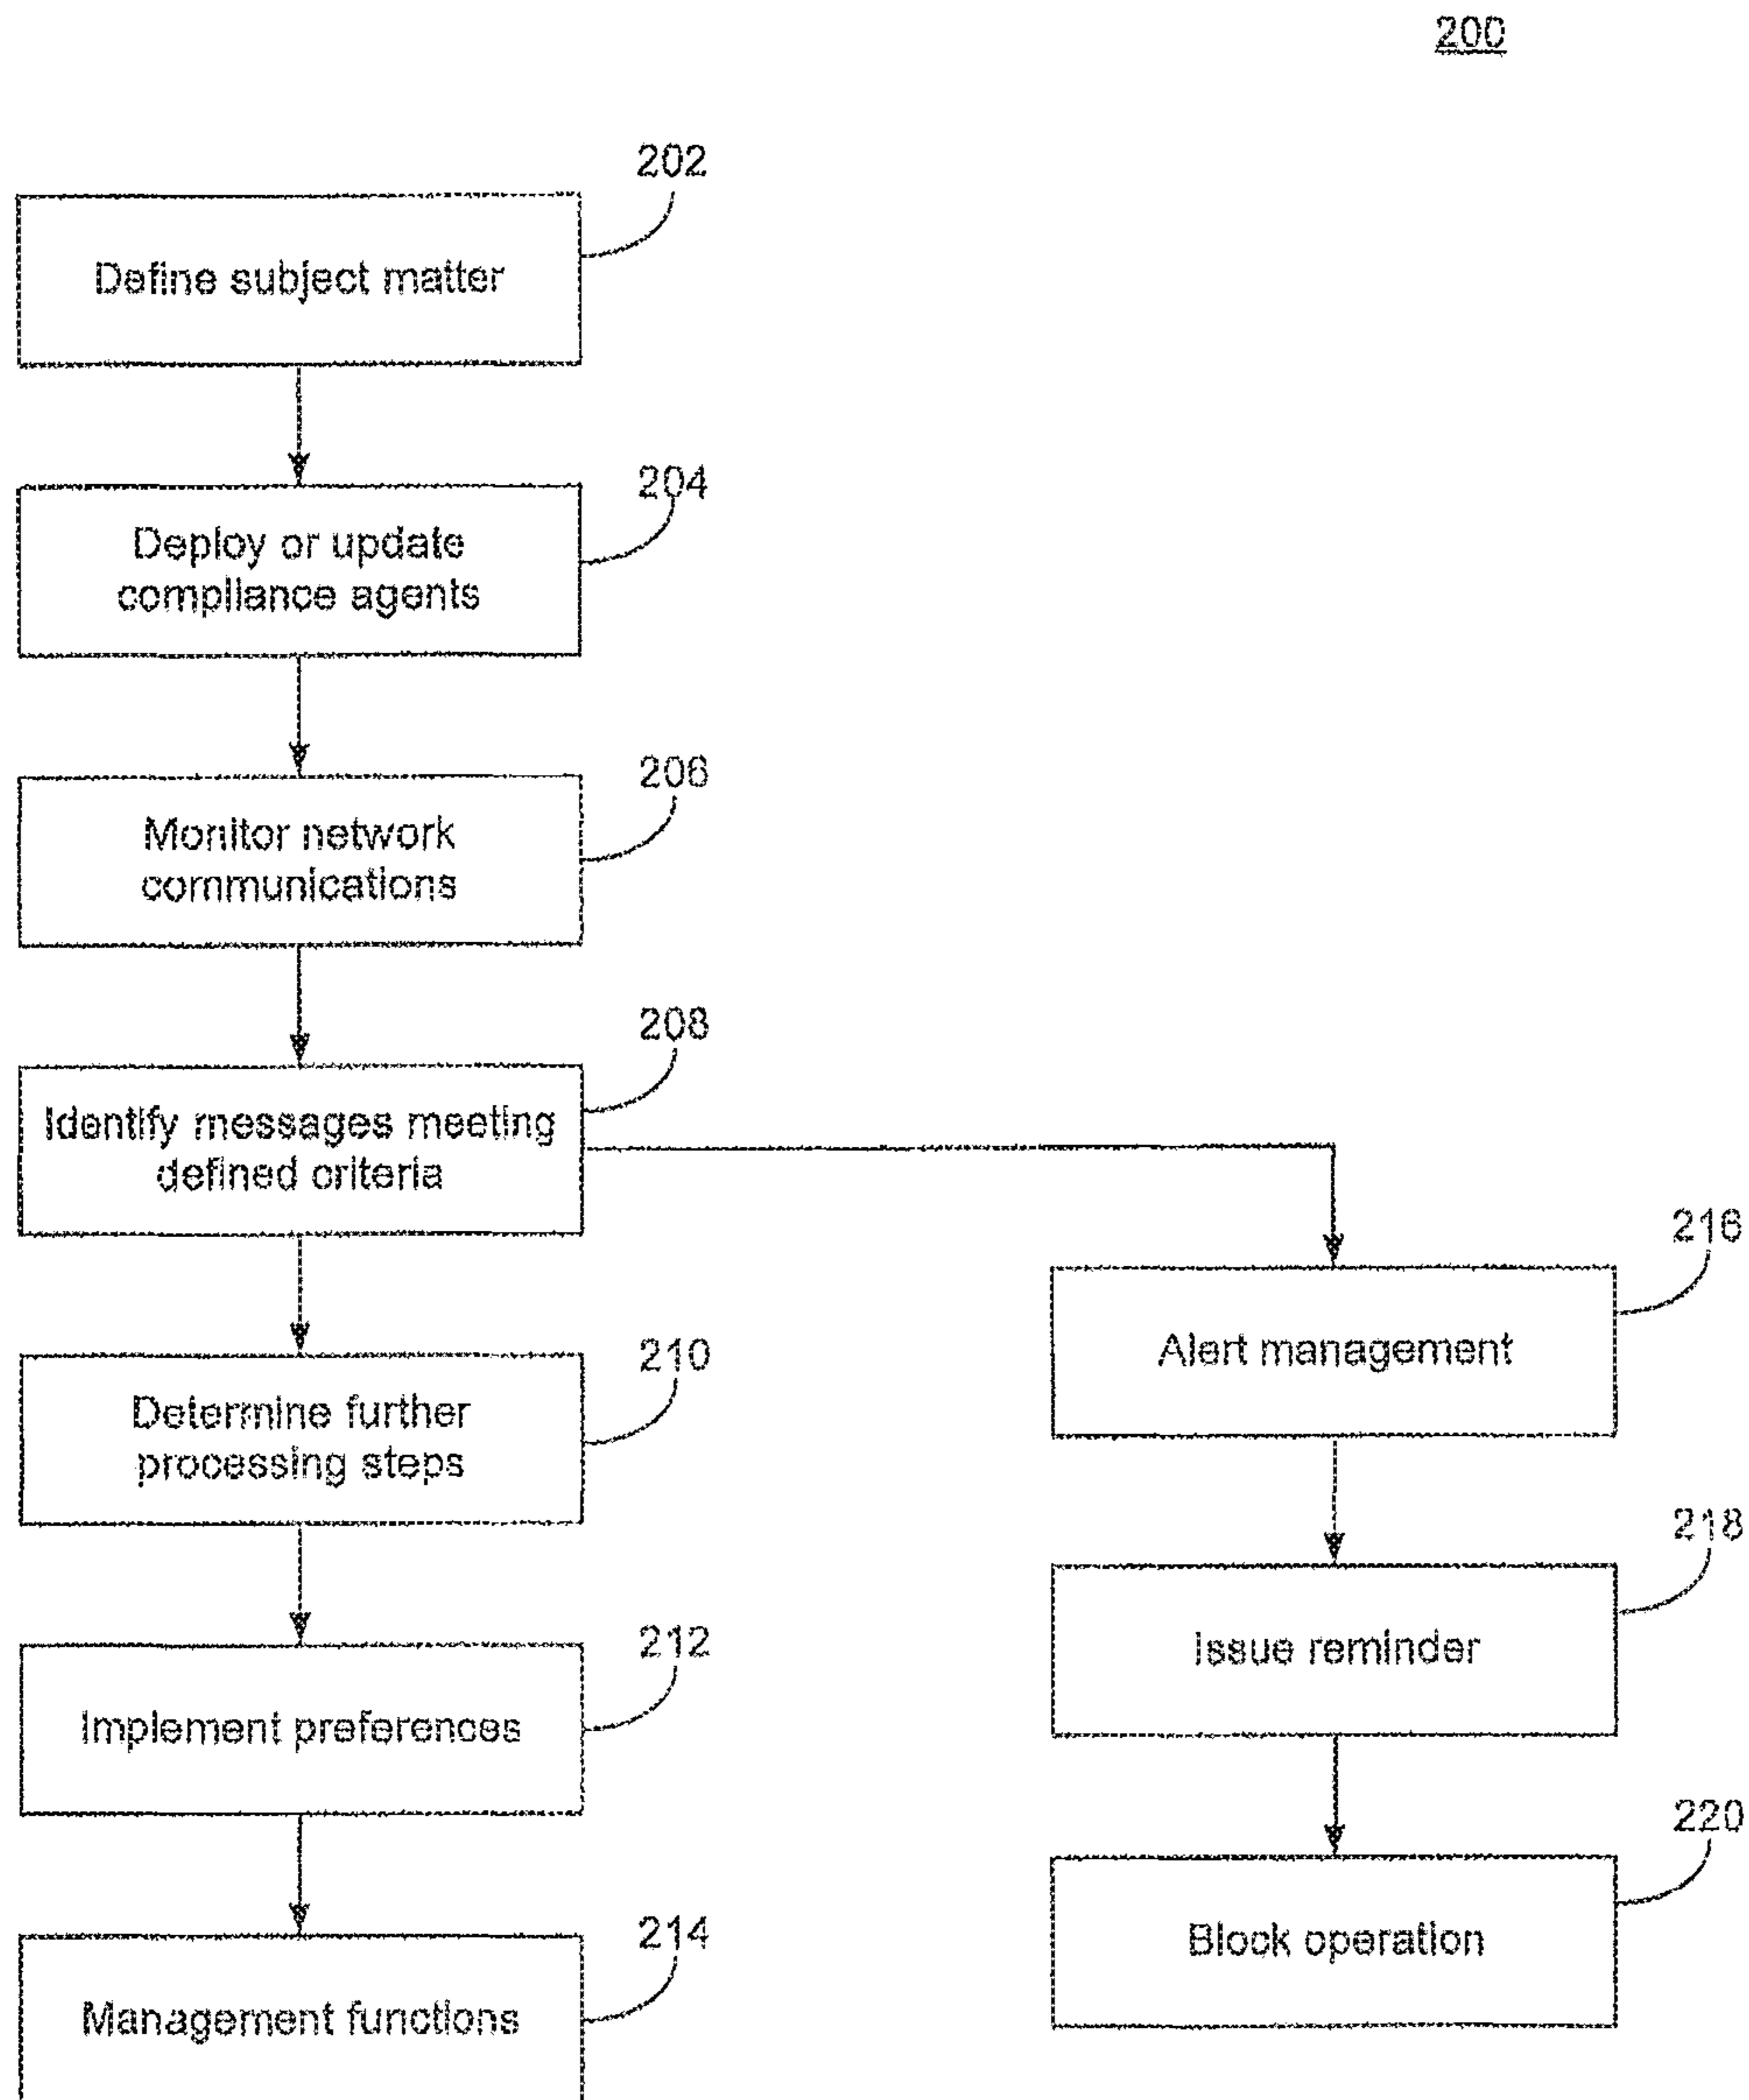 200
202
Define subject matter
204
Deploy or update
compliance agents
206
Monitor network
communications
208
Identify messages meeting
defined criteria
216
Alert management
210
Determine further
processing steps
218
Issue reminder
212
Implement preferences
220
Block operation
214
Management functions